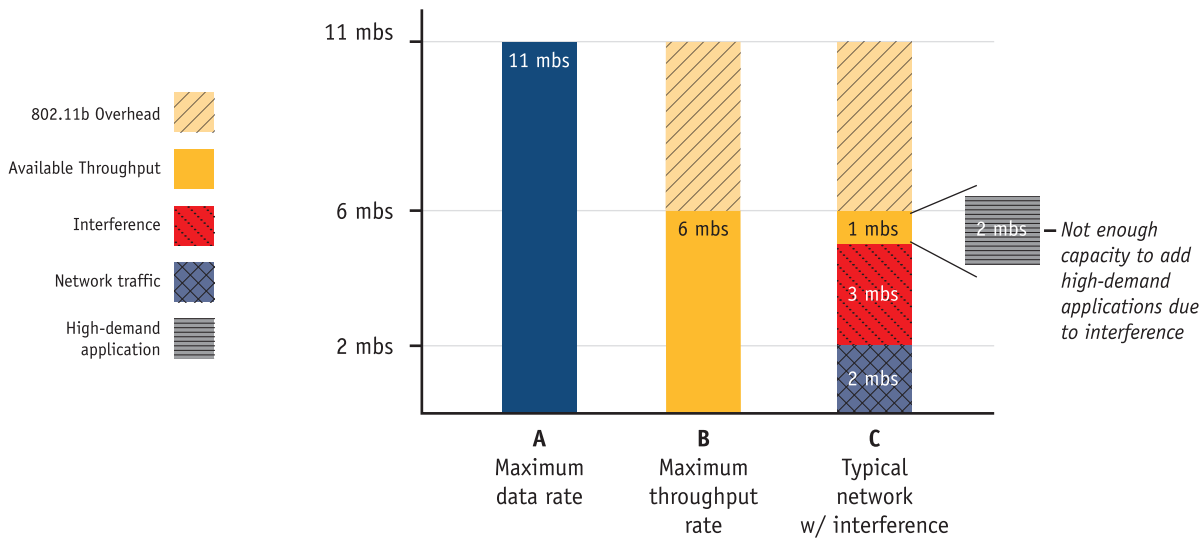 11 mbs
6 mbs
2 mbs
802.11b Overhead
Available Throughput
Interference
Network traffic
High-demand
application
11 mbs
6 mbs
1 mbs
3 mbs
2 mbs
2 mbs
Not enough
capacity to add
high-demand
applications due
to interference
A
Maximum
data rate
B
Maximum
throughput
rate
C
Typical
network
w/ interference